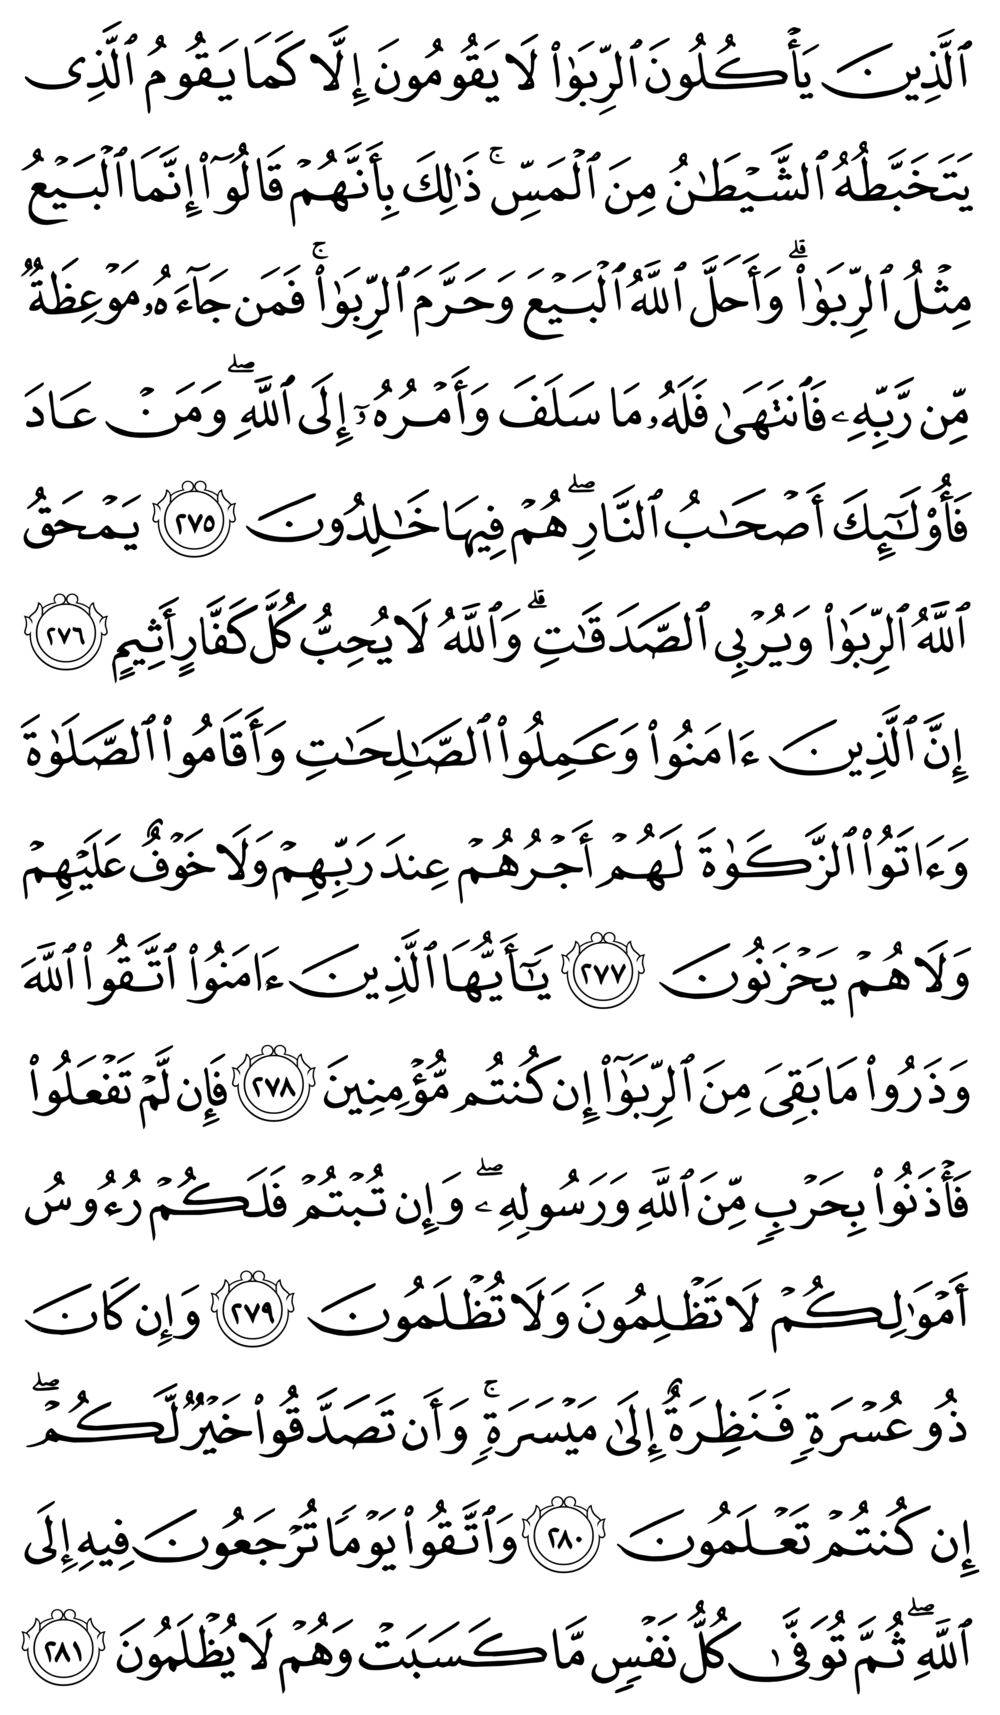 ٱلَّذِينَ يَأۡكُلُونَ ٱلرِّبَوٰاْ لَا يَقُومُونَ إِلَّا كَمَا يَقُومُ ٱلَّذِي
يَتَخَبَّطُهُ ٱلشَّيۡطَٰنُ مِنَ ٱلۡمَسِّۚ ذَٰلِكَ بِأَنَّهُمۡ قَالُوٓاْ إِنَّمَا ٱلۡبَيۡعُ
مِثۡلُ ٱلرِّبَوٰاْۗ وَأَحَلَّ ٱللَّهُ ٱلۡبَيۡعَ وَحَرَّمَ ٱلرِّبَوٰاْۚ فَمَن جَآءَهُۥ مَوۡعِظَةٞ
مِّن رَّبِّهِۦ فَٱنتَهَىٰ فَلَهُۥ مَا سَلَفَ وَأَمۡرُهُۥٓ إِلَى ٱللَّهِۖ وَمَنۡ عَادَ
فَأُوْلَٰٓئِكَ أَصۡحَٰبُ ٱلنَّارِۖ هُمۡ فِيهَا خَٰلِدُونَ ٢٧٥ يَمۡحَقُ
ٱللَّهُ ٱلرِّبَوٰاْ وَيُرۡبِي ٱلصَّدَقَٰتِۗ وَٱللَّهُ لَا يُحِبُّ كُلَّ كَفَّارٍ أَثِيمٍ ٢٧٦
إِنَّ ٱلَّذِينَ ءَامَنُواْ وَعَمِلُواْ ٱلصَّٰلِحَٰتِ وَأَقَامُواْ ٱلصَّلَوٰةَ
وَءَاتَوُاْ ٱلزَّكَوٰةَ لَهُمۡ أَجۡرُهُمۡ عِندَ رَبِّهِمۡ وَلَا خَوۡفٌ عَلَيۡهِمۡ
وَلَا هُمۡ يَحۡزَنُونَ ٢٧٧ يَٰٓأَيُّهَا ٱلَّذِينَ ءَامَنُواْ ٱتَّقُواْ ٱللَّهَ
وَذَرُواْ مَا بَقِيَ مِنَ ٱلرِّبَوٰٓاْ إِن كُنتُم مُّؤۡمِنِينَ ٢٧٨ فَإِن لَّمۡ تَفۡعَلُواْ
فَأۡذَنُواْ بِحَرۡبٖ مِّنَ ٱللَّهِ وَرَسُولِهِۦۖ وَإِن تُبۡتُمۡ فَلَكُمۡ رُءُوسُ
أَمۡوَٰلِكُمۡ لَا تَظۡلِمُونَ وَلَا تُظۡلَمُونَ ٢٧٩ وَإِن كَانَ
ذُو عُسۡرَةٖ فَنَظِرَةٌ إِلَىٰ مَيۡسَرَةٖۚ وَأَن تَصَدَّقُواْ خَيۡرٞ لَّكُمۡۖ
إِن كُنتُمۡ تَعۡلَمُونَ ٢٨٠ وَٱتَّقُواْ يَوۡمٗا تُرۡجَعُونَ فِيهِ إِلَى
ٱللَّهِۖ ثُمَّ تُوَفَّىٰ كُلُّ نَفۡسٖ مَّا كَسَبَتۡ وَهُمۡ لَا يُظۡلَمُونَ ٢٨١